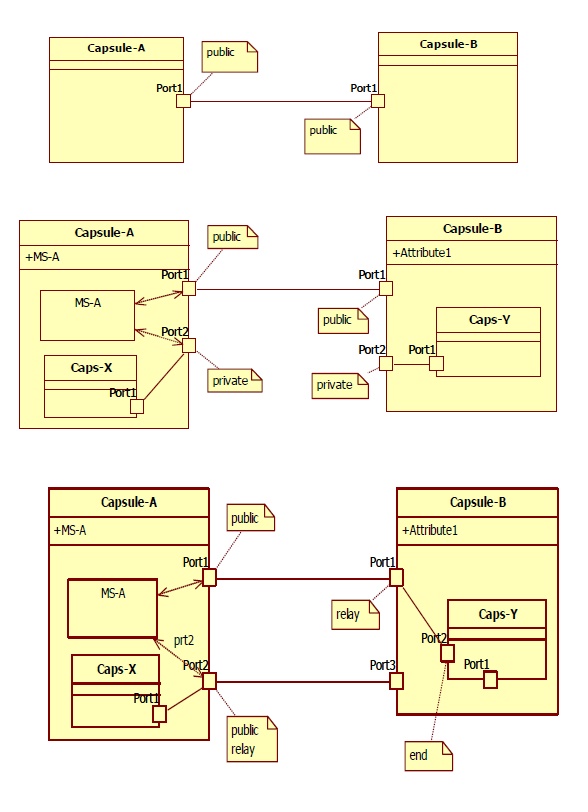 Capsule-A
Capsule-B
public
Port1
Port1
public
Capsule-A
Capsule-B
+MS-A
+Attribute1
public
Port1
Port1
MS-A
public
Caps-Y
Port2
Port2
Port1
Caps-X
private
private
Port1
Capsule-A
Capsule-B
+MS-A
+Attribute1
public
Port1
Port1
MS-A
relay
Caps-Y
prt2
Port2
Caps-X
Port2
Port3
Port1
Port1
public
relay
end